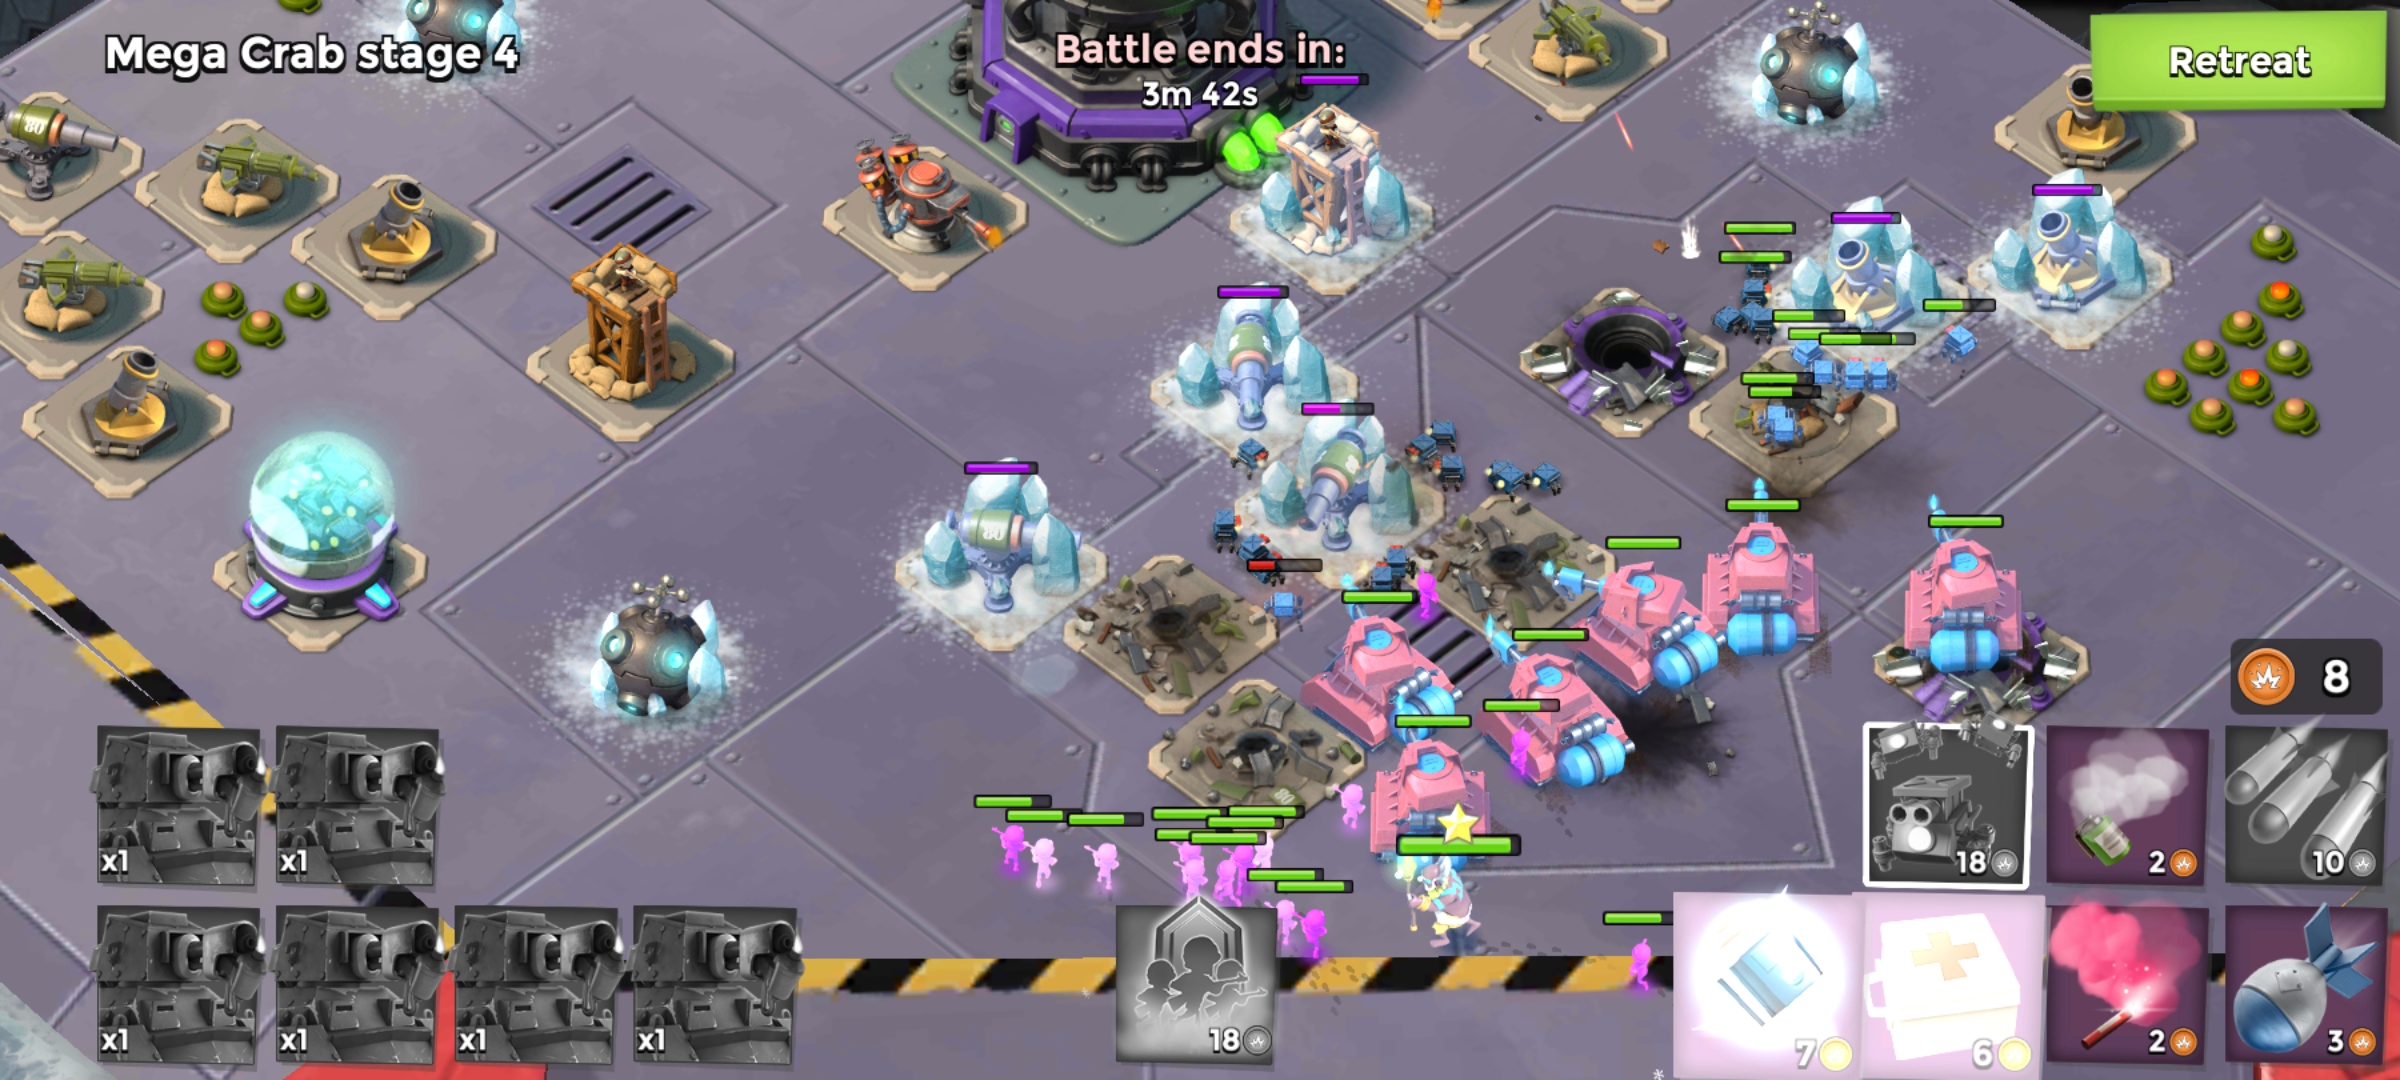 Mega Crab stage 4
Battle ends in:
3m 42s
Retreat
8
x1
x1
18
2
10
x1
x1
x1
x1
18
7
6
2
3